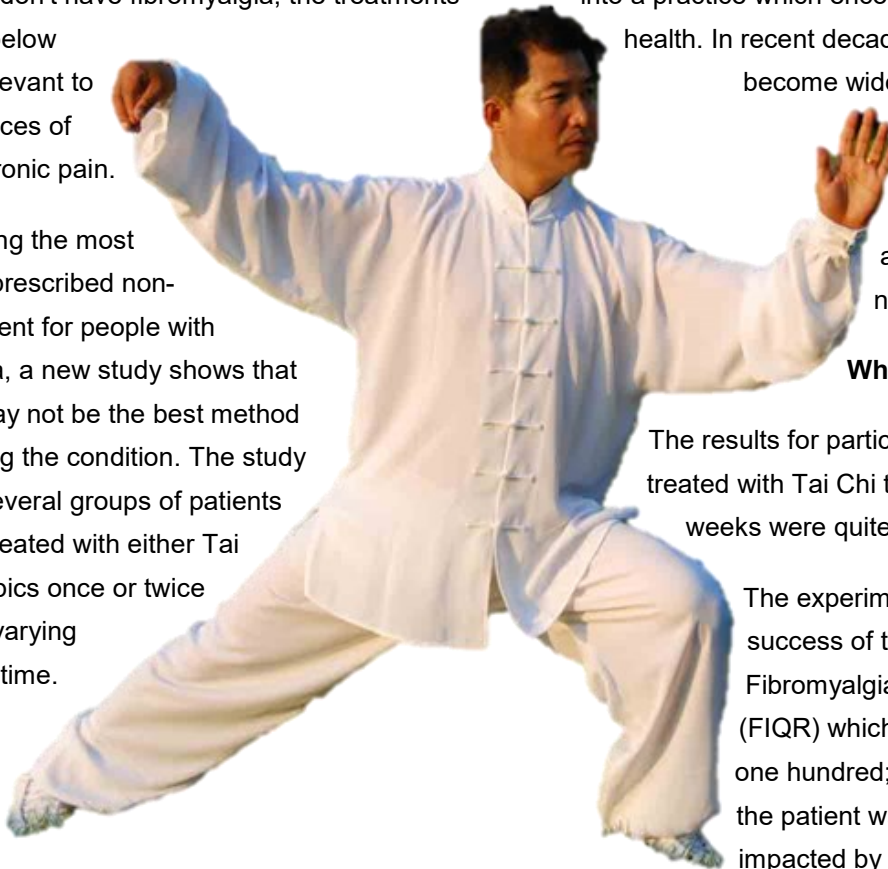 don't have fibromyalgia, the treatments
below
evant to
ces of
ronic pain.
ng the most
prescribed non-
ent for people with
a, a new study shows that
ay not be the best method
g the condition. The study
everal groups of patients
eated with either Tai
bics once or twice
varying
time.
into a practice which enco
health. In recent decad
become wide
a
n
Wh
The results for partic
treated with Tai Chi t
weeks were quite
The experim
success of t
Fibromyalgia
(FIQR) which
one hundred;
the patient w
impacted by